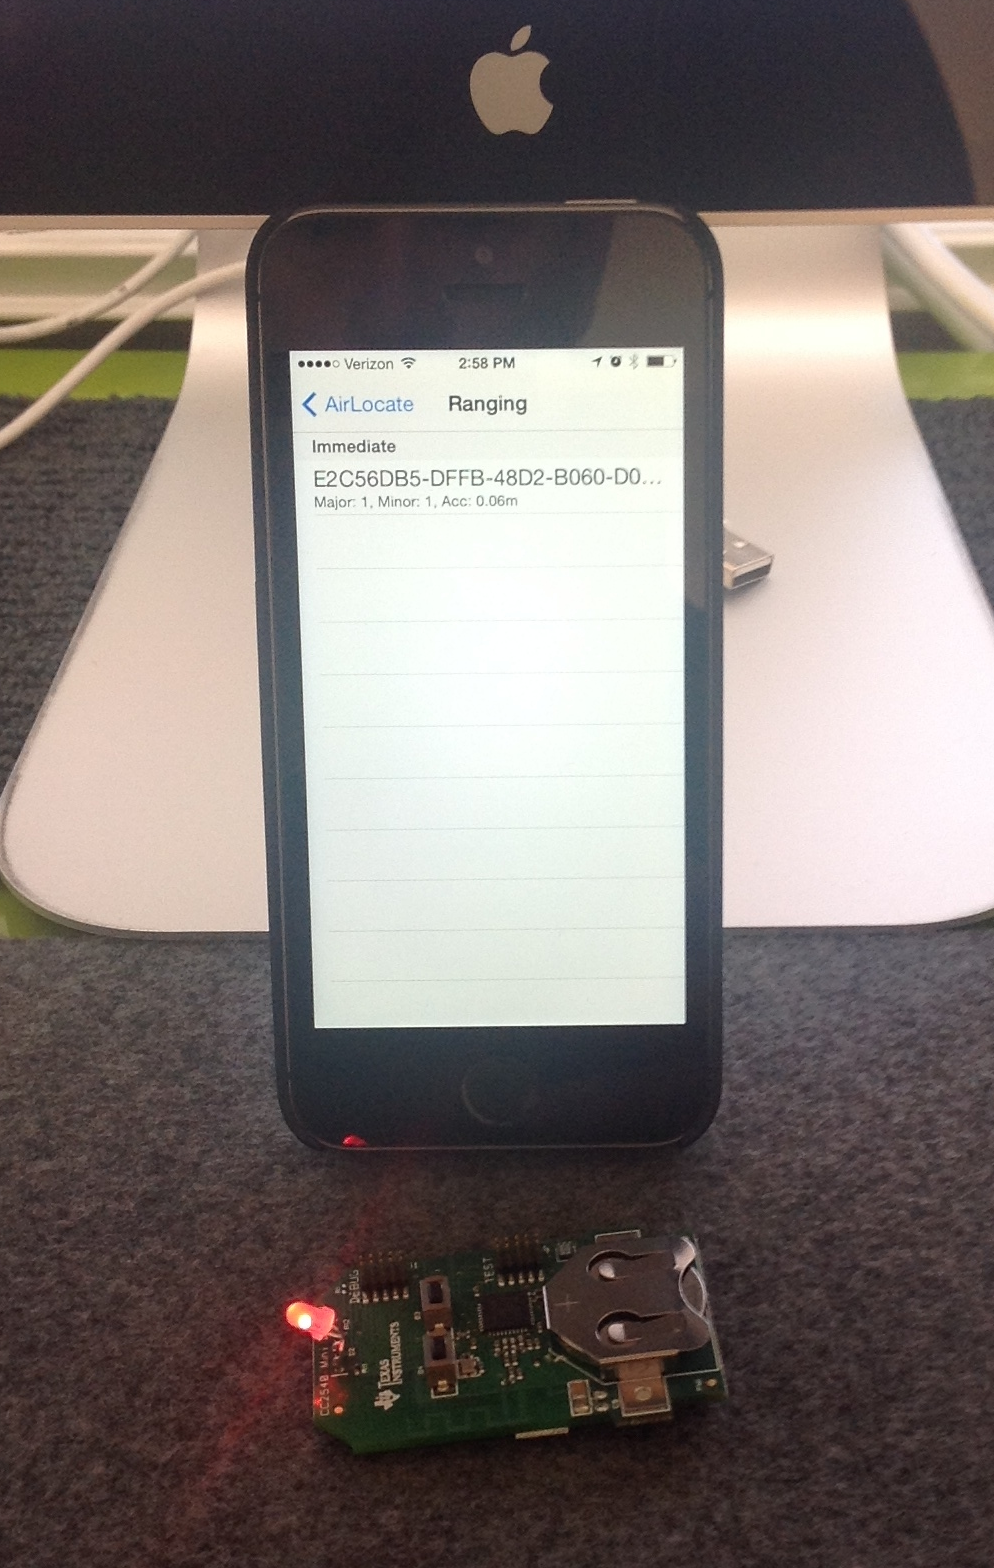 Verizon 2:58 PM
AirLocate Ranging
Immediate
E2C56DB5-DFFB-48D2-B060-D0...
Major: 1, Minor: 1, Acc: 0.06m
DEBUG
TEST
TEXAS
INSTRUMENTS